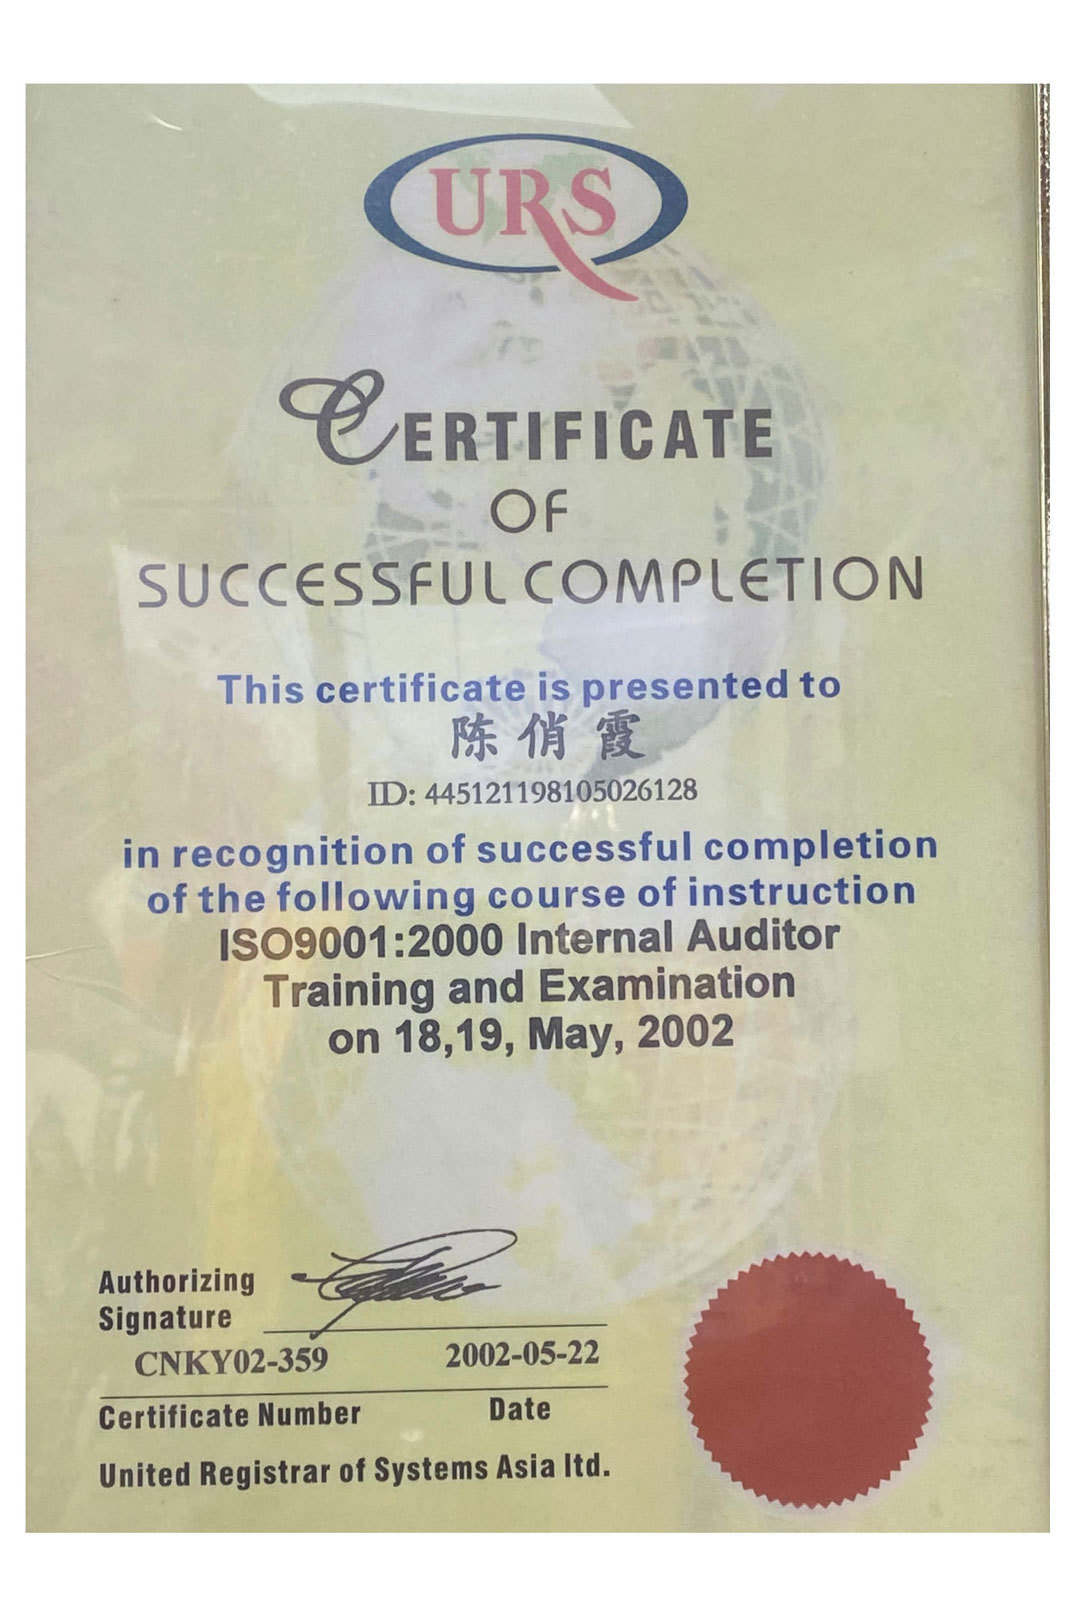 URS
CERTIFICATE
OF
SUCCESSFUL COMPLETION
This certificate is presented to
陈俏霞
ID: 445121198105026128
in recognition of successful completion
of the following course of instruction
ISO9001:2000 Internal Auditor
Training and Examination
on 18,19, May, 2002
Authorizing
Signature
CNKY02-359 2002-05-22
Certificate Number Date
United Registrar of Systems Asia ltd.